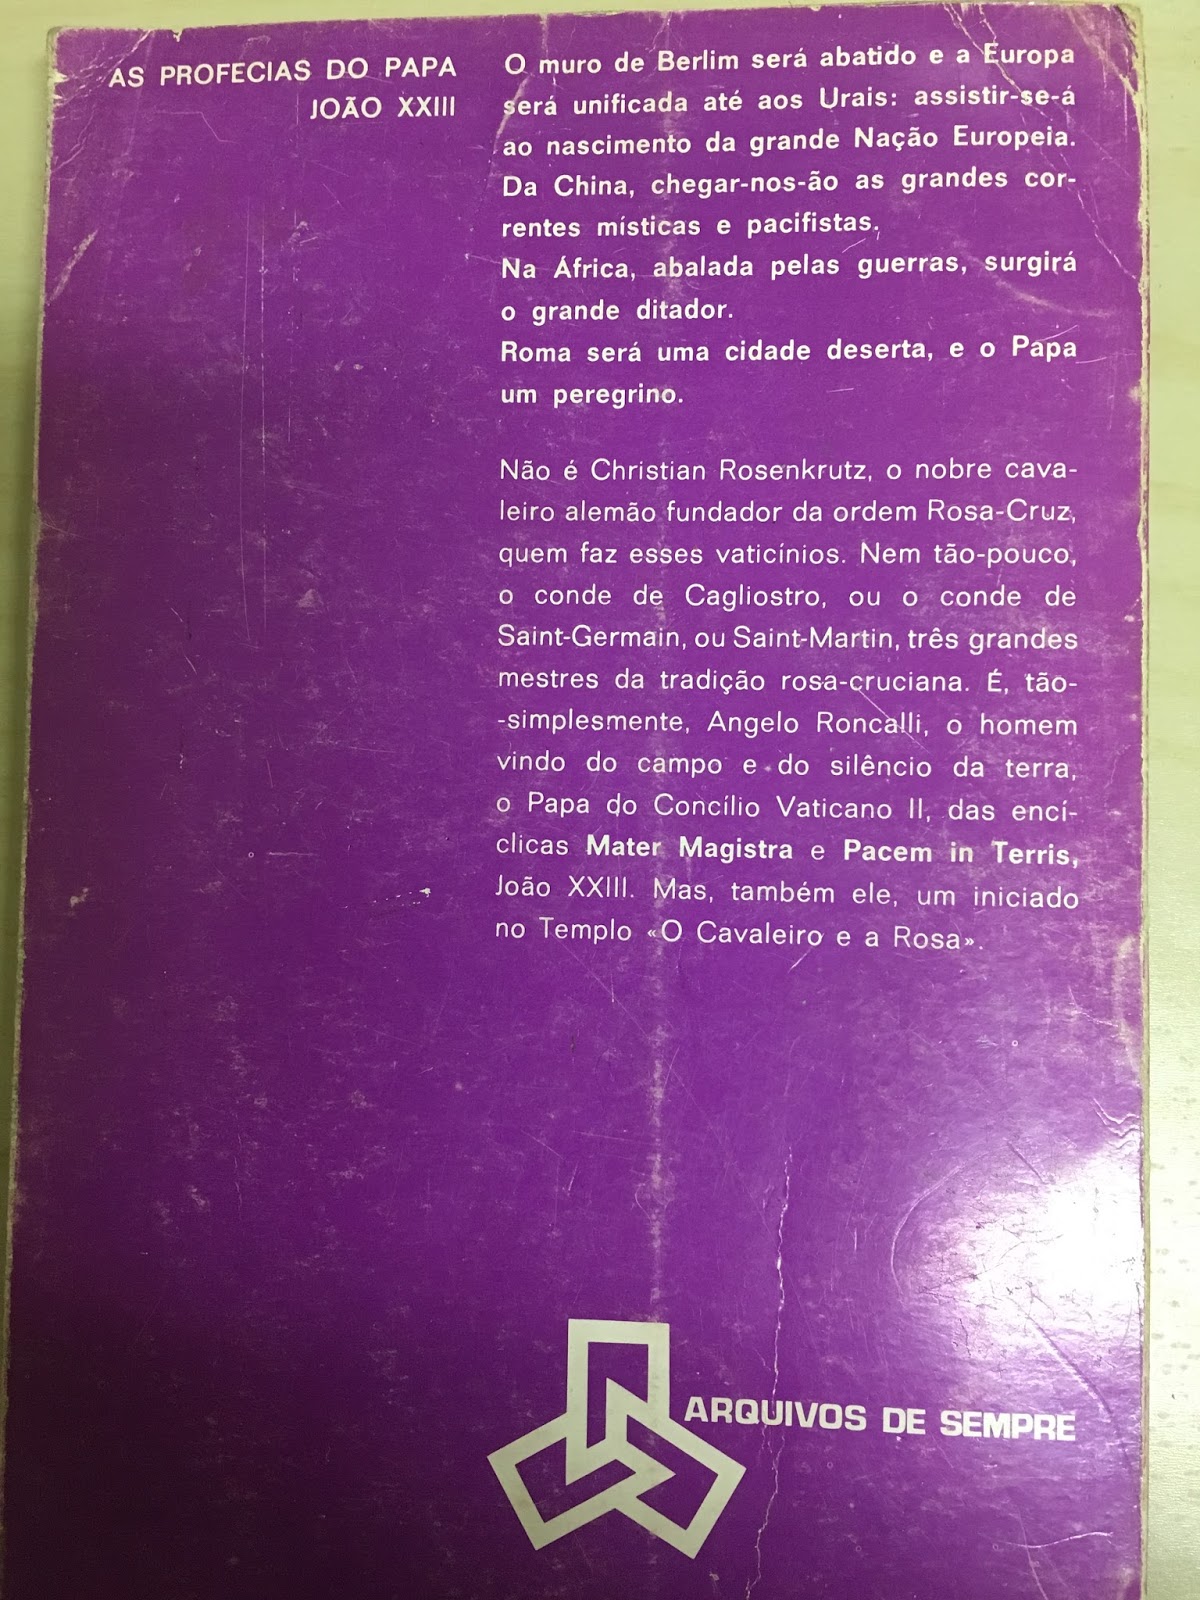 AS PROFECIAS DO PAPA
JOÃO XXIII
O muro de Berlim será abatido e a Europa
será unificada até aos Urais: assistir-se-á
ao nascimento da grande Nação Europeia.
Da China, chegar-nos-ão as grandes cor-
rentes místicas e pacifistas.
Na África, abalada pelas guerras, surgirá
o grande ditador.
Roma será uma cidade deserta, e o Papa
um peregrino.
Não é Christian Rosenkrutz, o nobre cava-
leiro alemão fundador da ordem Rosa-Cruz,
quem faz esses vaticínios. Nem tão-pouco,
o conde de Cagliostro, ou o conde de
Saint-Germain, ou Saint-Martin, três grandes
mestres da tradição rosa-cruciana. É, tão-
-simplesmente, Angelo Roncalli, o homem
vindo do campo e do silêncio da terra,
o Papa do Concílio Vaticano II, das encí-
clicas Mater Magistra e Pacem in Terris,
João XXIII. Mas, também ele, um iniciado
no Templo «O Cavaleiro e a Rosa».
ARQUIVOS DE SEMPRE